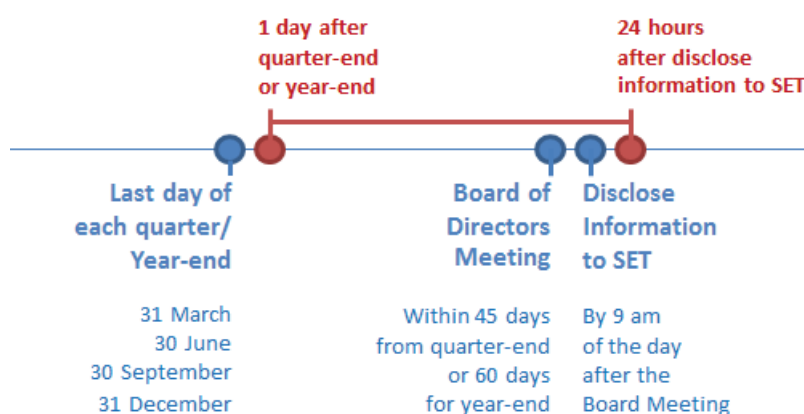 1 day after
quarter-end
or year-end
24 hours
after disclose
information to SET
Last day of
each quarter/
Year-end
31 March
30 June
30 September
31 December
Board of
Directors
Meeting
Within 45 days
from quarter-end
or 60 days
for year-end
Disclose
Information
to SET
By 9 am
of the day
after the
Board Meeting